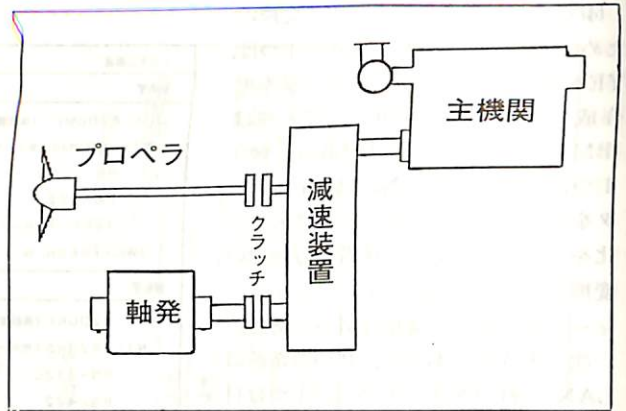 主機関
プロペラ
減速装置
クラッチ
軸発